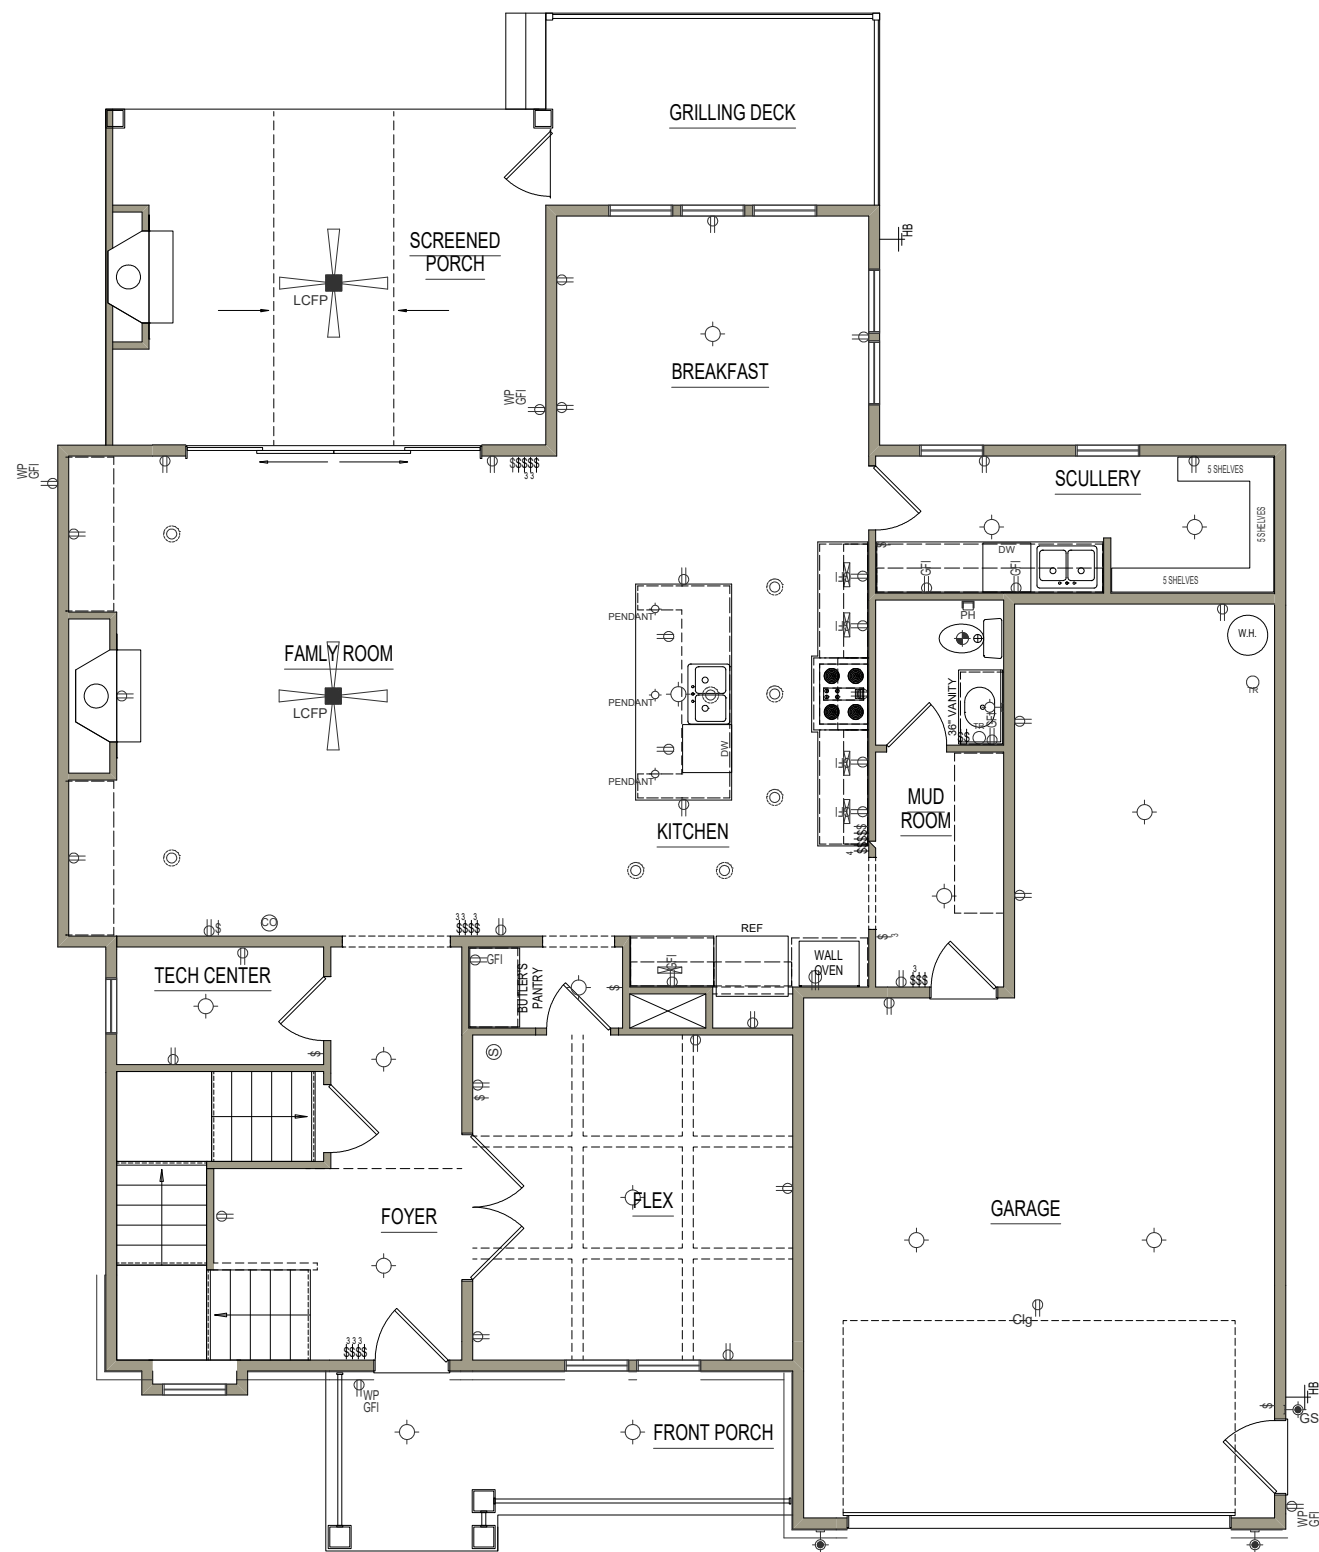 GRILLING DECK
HB
SCREENED
PORCH
LCFP
BREAKFAST
WP
GFI
WP
GFI
$$$$$
3 3
SCULLERY
5 SHELVES
5 SHELVES
5 SHELVES
$
DW
GFI
GFI
PH
W.H.
TR
PENDANT
PENDANT
PENDANT
FAMLY ROOM
LCFP
36" VANITY
TR
GFI
$$
DW
KITCHEN
MUD
ROOM
4
$$$$$
CO
$
3 3 3
$$$$
REF
WALL
OVEN
$ 3
3
$$$
TECH CENTER
GFI
BUTLER'S
PANTRY
GFI
$
$
S
$
FLEX
FOYER
GARAGE
Clg
3 3 3
$$$$
WP
GFI
FRONT PORCH
HB
$
GS
WP
GFI